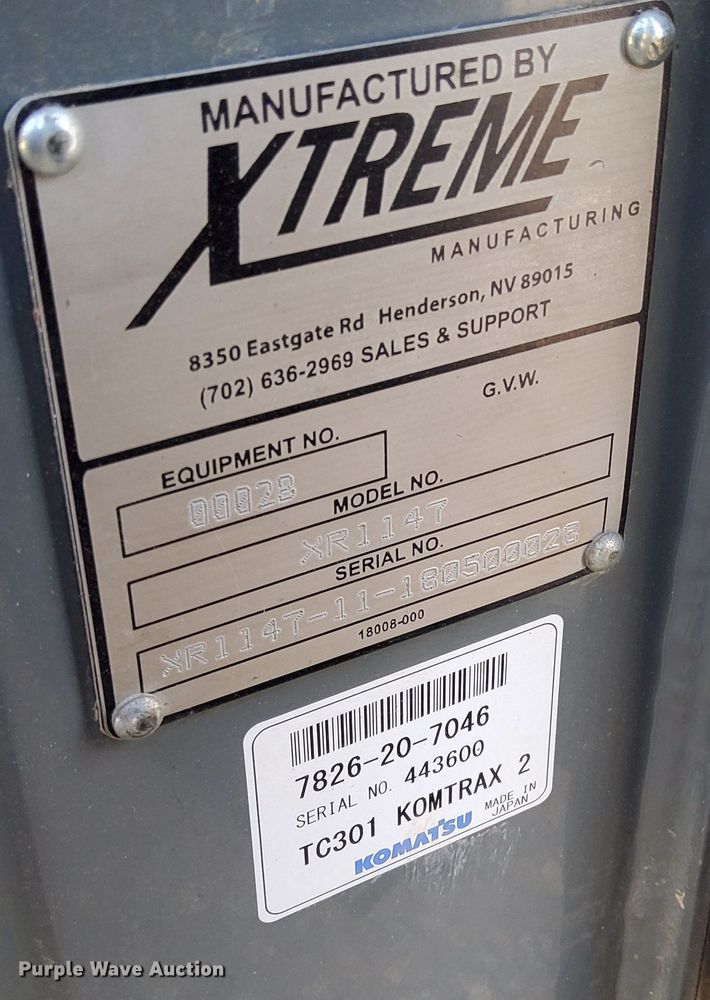 MANUFACTURED BY
XTREME
MANUFACTURING
8350 Eastgate Rd Henderson, NV 89015
(702) 636-2969 SALES & SUPPORT
G.V.W.
EQUIPMENT NO.
00028
MODEL NO.
XR1147
SERIAL NO.
XR1147-11-180500028
18008-000
7826-20-7046
SERIAL NO. 443600
TC301 KOMTRAX 2
KOMATSU
MADE IN
JAPAN
Purple Wave Auction